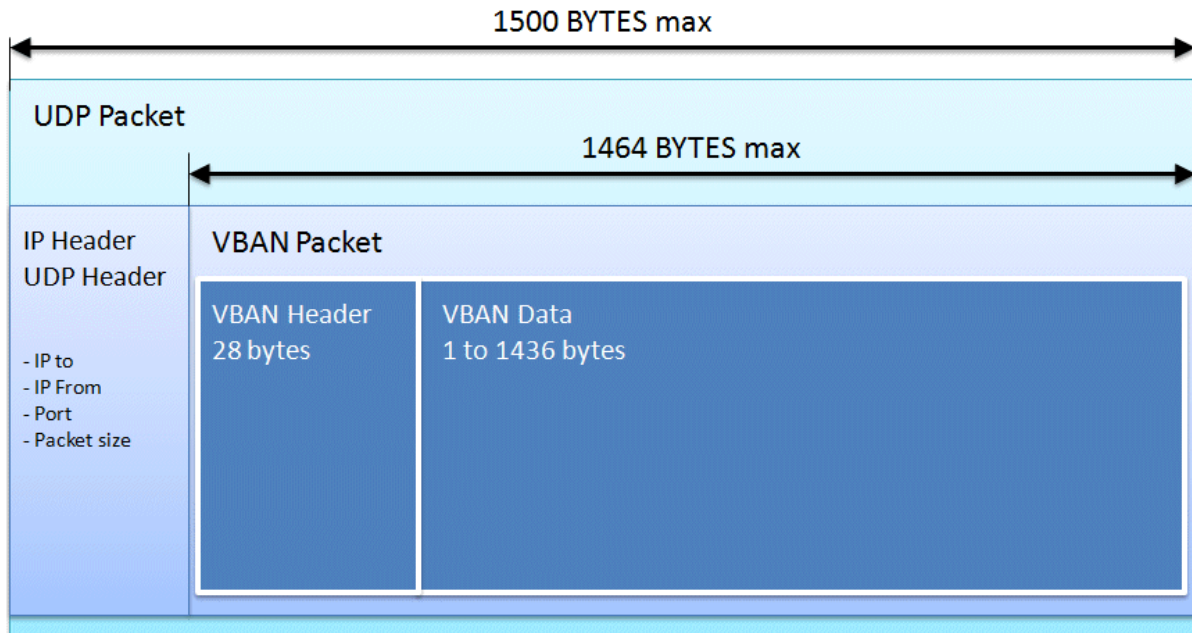 1500 BYTES max
UDP Packet
1464 BYTES max
IP Header
UDP Header
- IP to
- IP From
- Port
- Packet size
VBAN Packet
VBAN Header
28 bytes
VBAN Data
1 to 1436 bytes